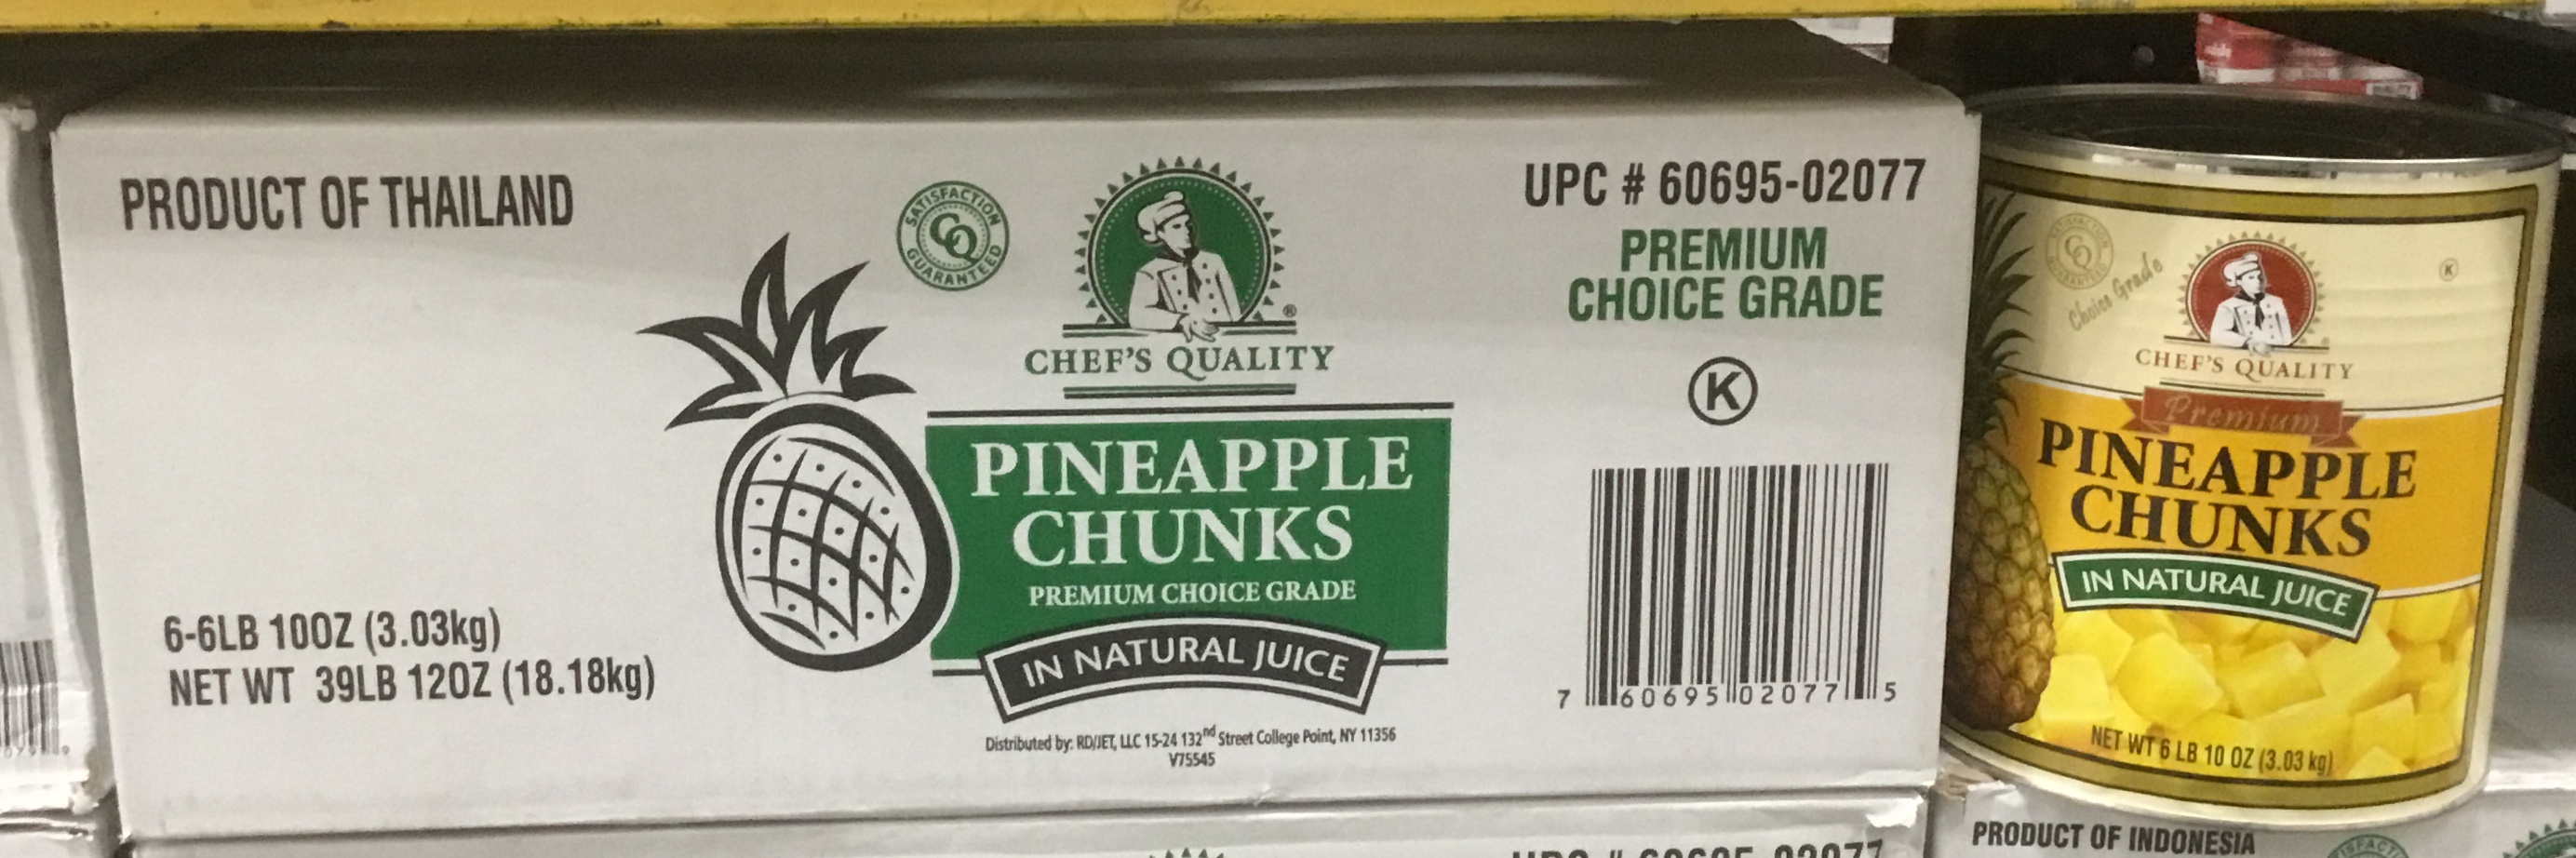 PRODUCT OF THAILAND
6-6LB 10OZ (3.03kg)
NET WT 39LB 12OZ (18.18kg)
SATISFACTION
CQ
GUARANTEED
CHEF'S QUALITY
®
PINEAPPLE
CHUNKS
PREMIUM CHOICE GRADE
IN NATURAL JUICE
Distributed by: RD/JET, LLC 15-24 132nd Street College Point, NY 11356
V75545
UPC # 60695-02077
PREMIUM
CHOICE GRADE
K
7 60695 02077 5
SATISFACTION
CQ
GUARANTEED
Choice Grade
K
CHEF'S QUALITY
Premium
PINEAPPLE
CHUNKS
IN NATURAL JUICE
NET WT 6 LB 10 OZ (3.03 kg)
UPC # 60695-02077
PRODUCT OF INDONESIA